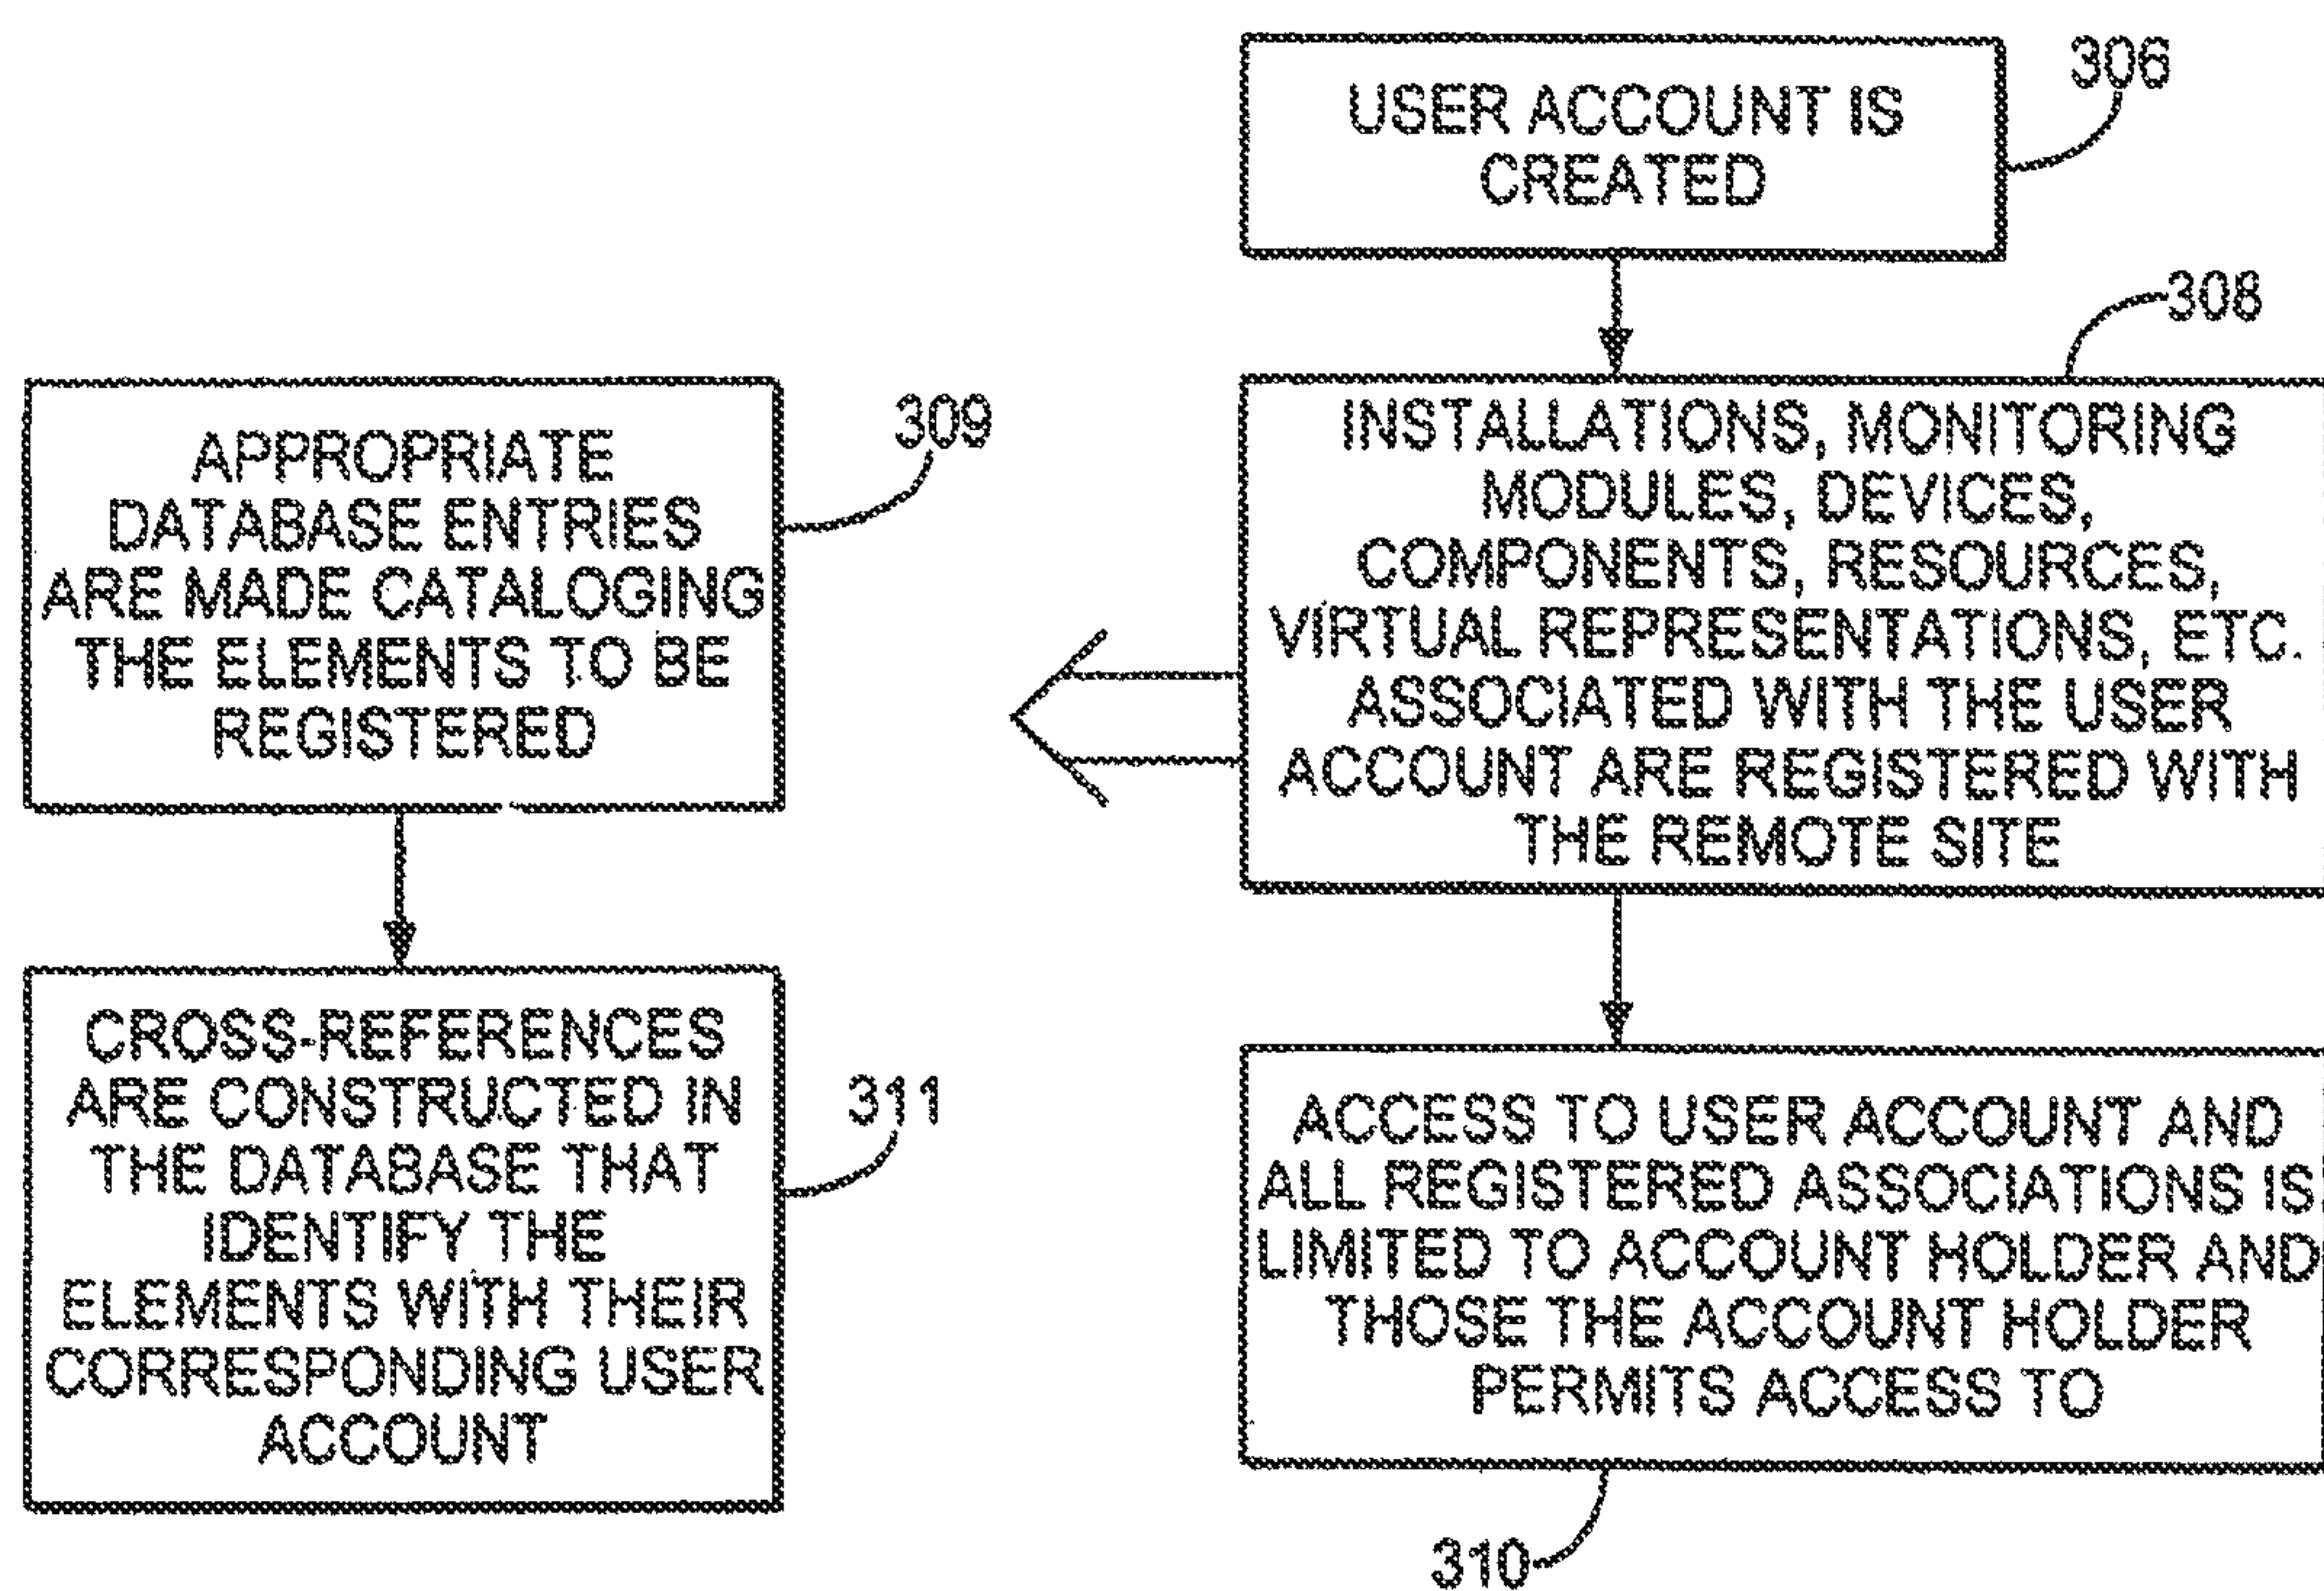 USER ACCOUNT IS
CREATED
306
308
INSTALLATIONS, MONITORING
MODULES, DEVICES,
COMPONENTS, RESOURCES,
VIRTUAL REPRESENTATIONS, ETC.
ASSOCIATED WITH THE USER
ACCOUNT ARE REGISTERED WITH
THE REMOTE SITE
309
APPROPRIATE
DATABASE ENTRIES
ARE MADE CATALOGING
THE ELEMENTS TO BE
REGISTERED
CROSS-REFERENCES
ARE CONSTRUCTED IN
THE DATABASE THAT
IDENTIFY THE
ELEMENTS WITH THEIR
CORRESPONDING USER
ACCOUNT
311
ACCESS TO USER ACCOUNT AND
ALL REGISTERED ASSOCIATIONS IS
LIMITED TO ACCOUNT HOLDER AND
THOSE THE ACCOUNT HOLDER
PERMITS ACCESS TO
310